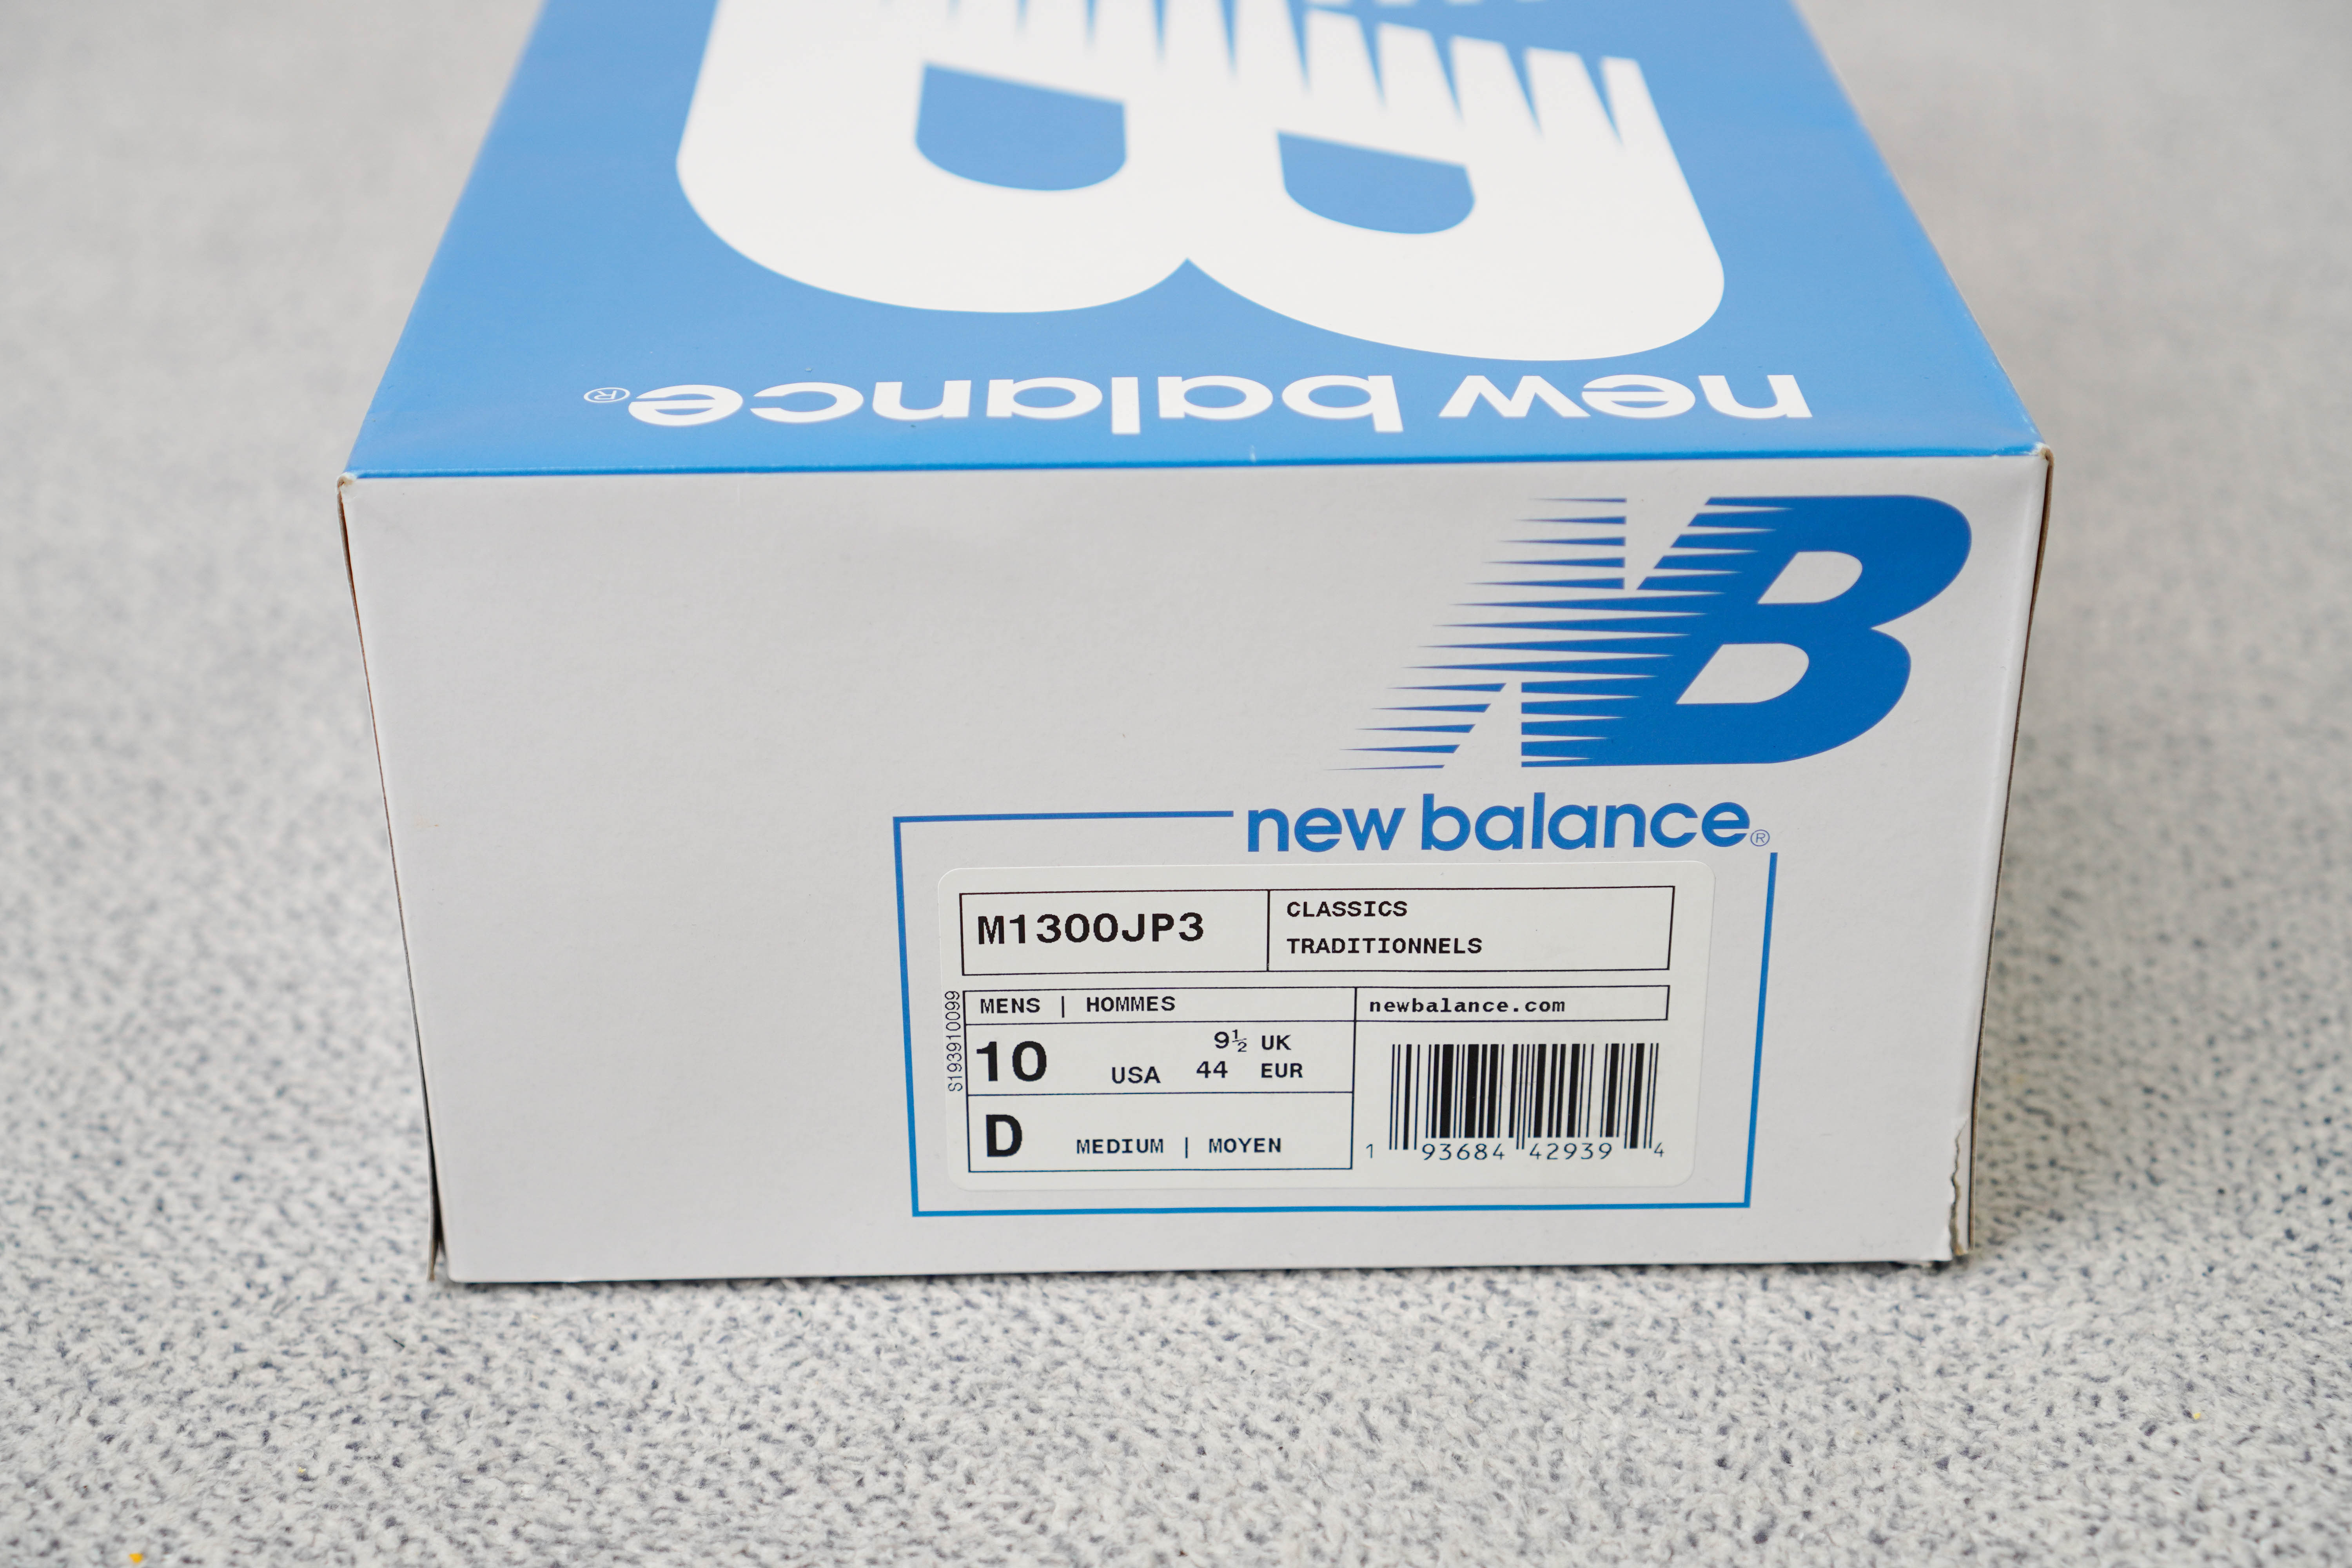 new balance®
NB
new balance®
M1300JP3
CLASSICS
TRADITIONNELS
S193910099
MENS | HOMMES
newbalance.com
10 USA 9½ UK
44 EUR
D MEDIUM | MOYEN
1 93684 42939 4